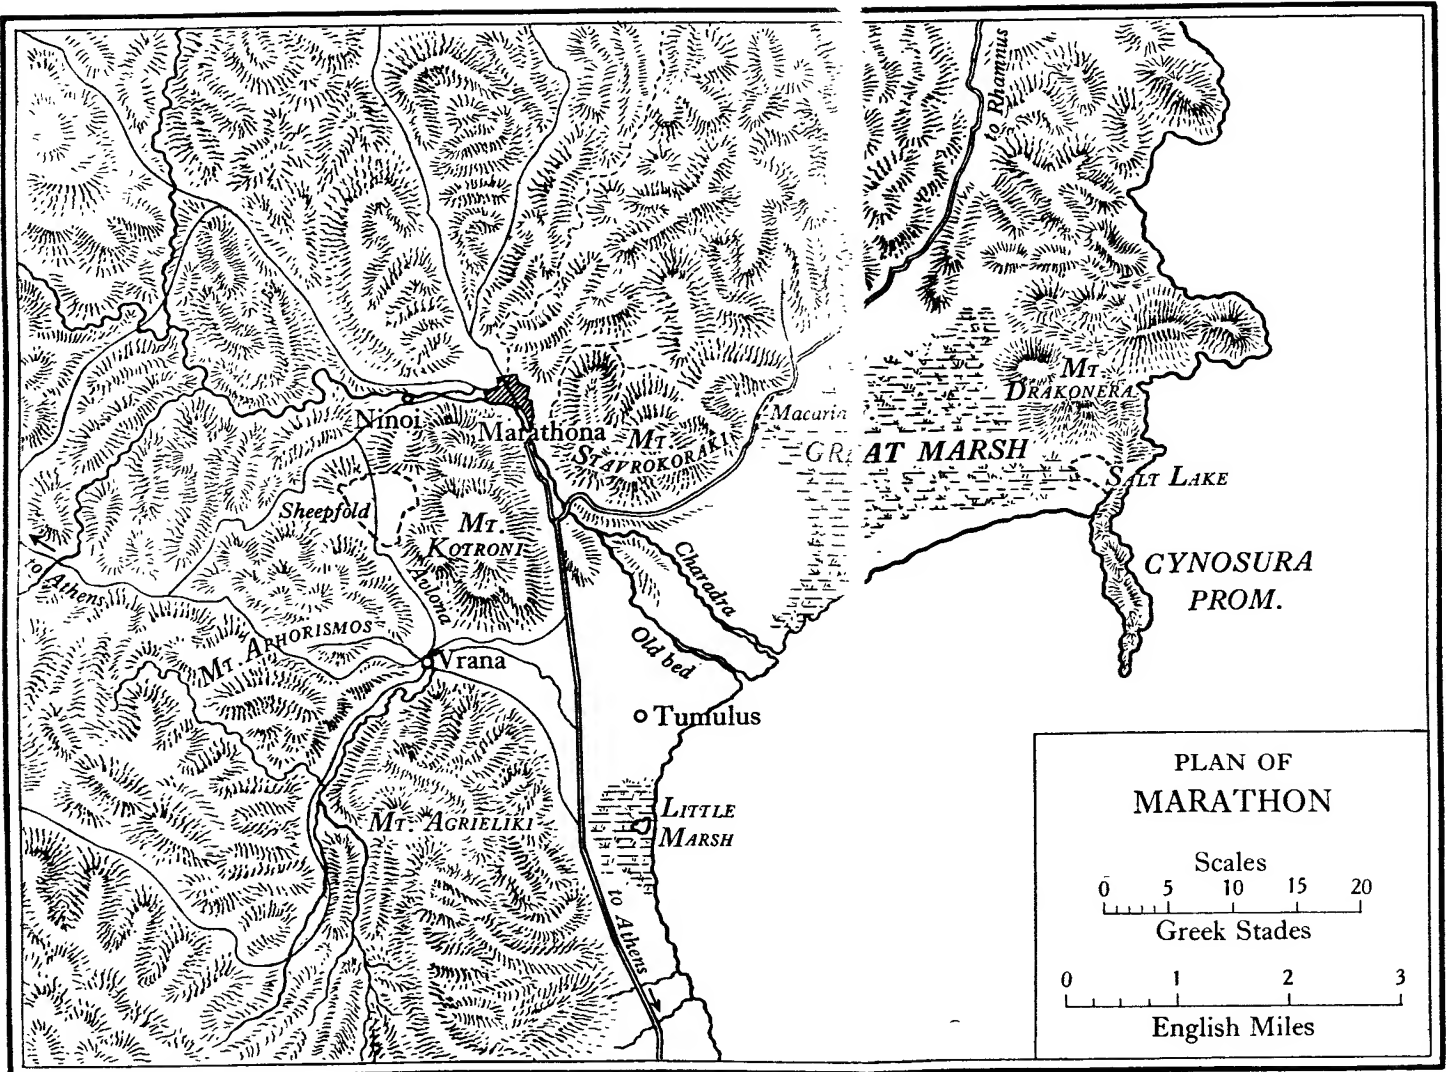 to Rhamnus
MT.
DRAKONERA
Macaria
GREAT MARSH
SALT LAKE
CYNOSURA
PROM.
Ninoi
Marathona
MT.
STAVROKORAKI
Sheepfold
MT.
KOTRONI
Aulona
Charadra
to Athens
MT. APHORISMOS
Vrana
Old bed
Tumulus
MT. AGRIELIKI
LITTLE
MARSH
to Athens
PLAN OF
MARATHON
Scales
0 5 10 15 20
Greek Stades
0 1 2 3
English Miles